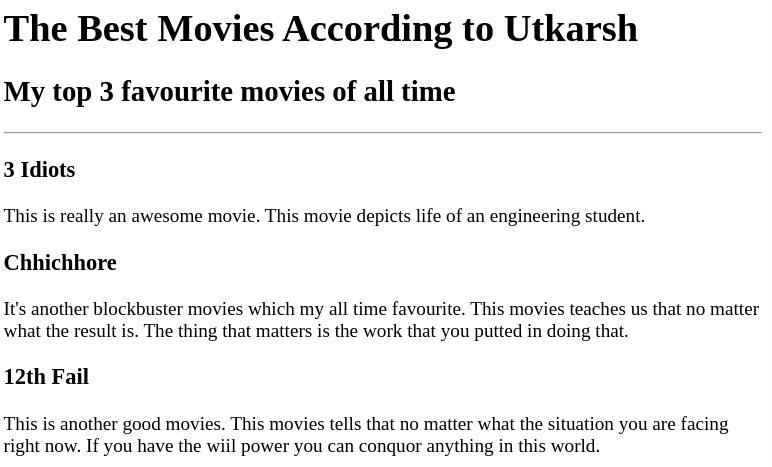 The Best Movies According to Utkarsh
My top 3 favourite movies of all time
3 Idiots
This is really an awesome movie. This movie depicts life of an engineering student.
Chhichhore
It's another blockbuster movies which my all time favourite. This movies teaches us that no matter
what the result is. The thing that matters is the work that you putted in doing that.
12th Fail
This is another good movies. This movies tells that no matter what the situation you are facing
right now. If you have the wiil power you can conquor anything in this world.